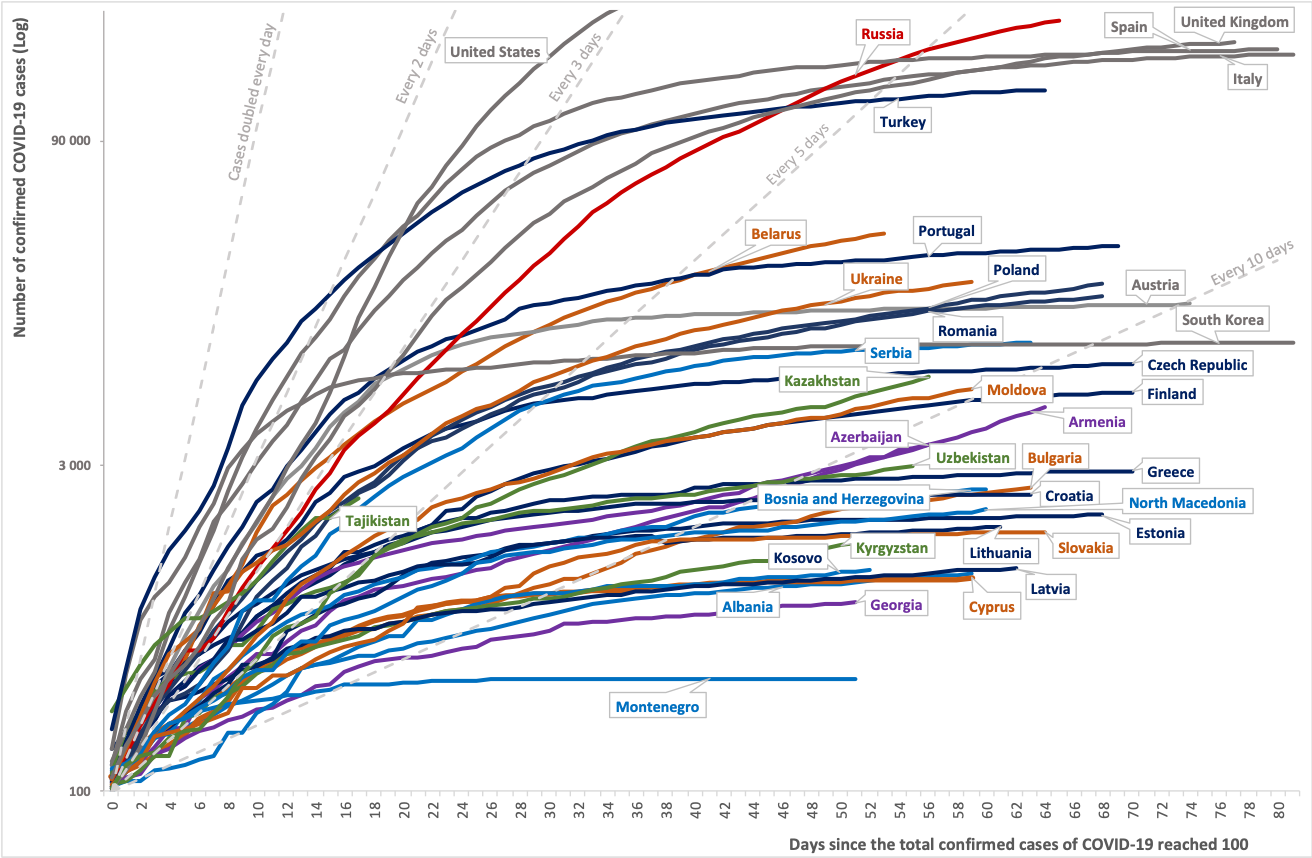 Number of confirmed COVID-19 cases (Log)
90 000
3 000
100
Cases doubled every day
Every 2 days
Every 3 days
Every 5 days
Every 10 days
United States
Russia
Spain
United Kingdom
Italy
Turkey
Belarus
Portugal
Ukraine
Poland
Austria
South Korea
Romania
Serbia
Czech Republic
Kazakhstan
Moldova
Finland
Armenia
Azerbaijan
Uzbekistan
Bulgaria
Greece
Bosnia and Herzegovina
Croatia
North Macedonia
Tajikistan
Estonia
Kyrgyzstan
Lithuania
Slovakia
Kosovo
Latvia
Albania
Georgia
Cyprus
Montenegro
0 2 4 6 8 10 12 14 16 18 20 22 24 26 28 30 32 34 36 38 40 42 44 46 48 50 52 54 56 58 60 62 64 66 68 70 72 74 76 78 80
Days since the total confirmed cases of COVID-19 reached 100